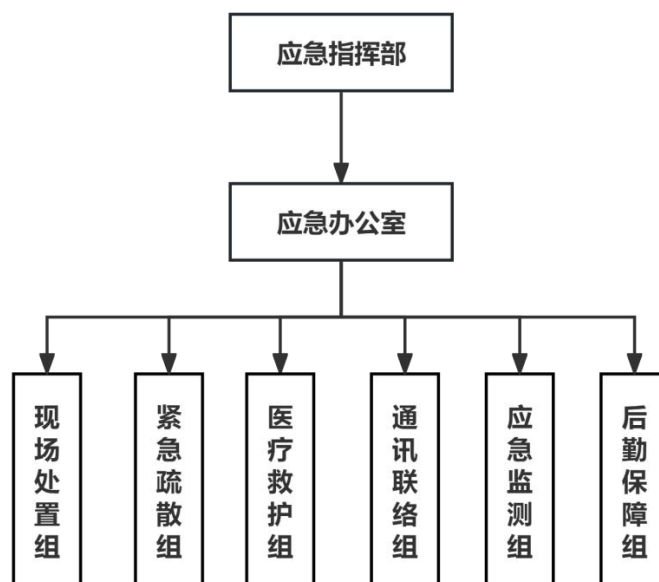 应急指挥部
应急办公室
现场处置组
紧急疏散组
医疗救护组
通讯联络组
应急监测组
后勤保障组